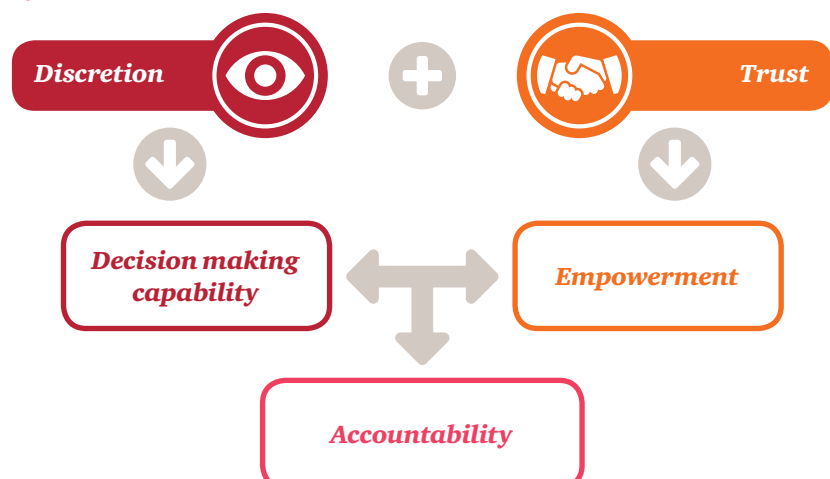 Discretion
Trust
Decision making
capability
Empowerment
Accountability